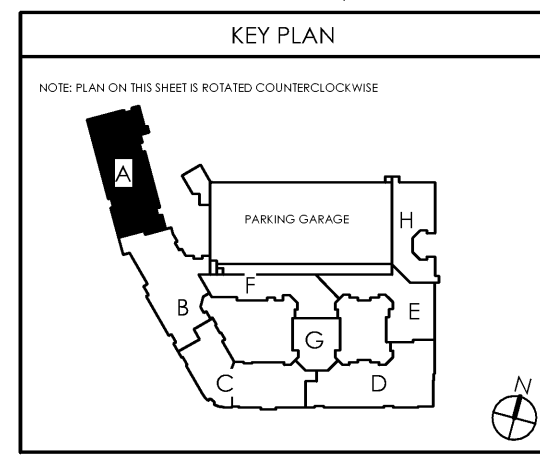 KEY PLAN
NOTE: PLAN ON THIS SHEET IS ROTATED COUNTERCLOCKWISE
A
PARKING GARAGE
H
F
B
E
G
C
D
N